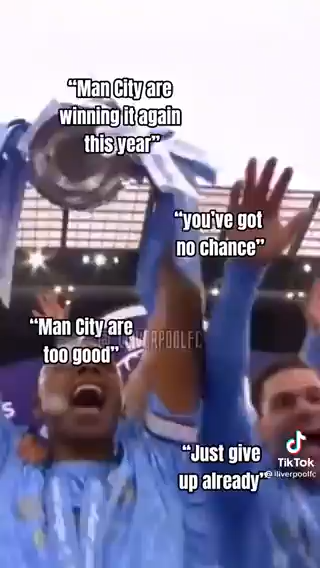 “Man City are
winning it again
this year”
“you’ve got
no chance”
“Man City are
too good”
@_LIVERPOOLFC
“Just give
up already”
TikTok
@lliverpoolfc